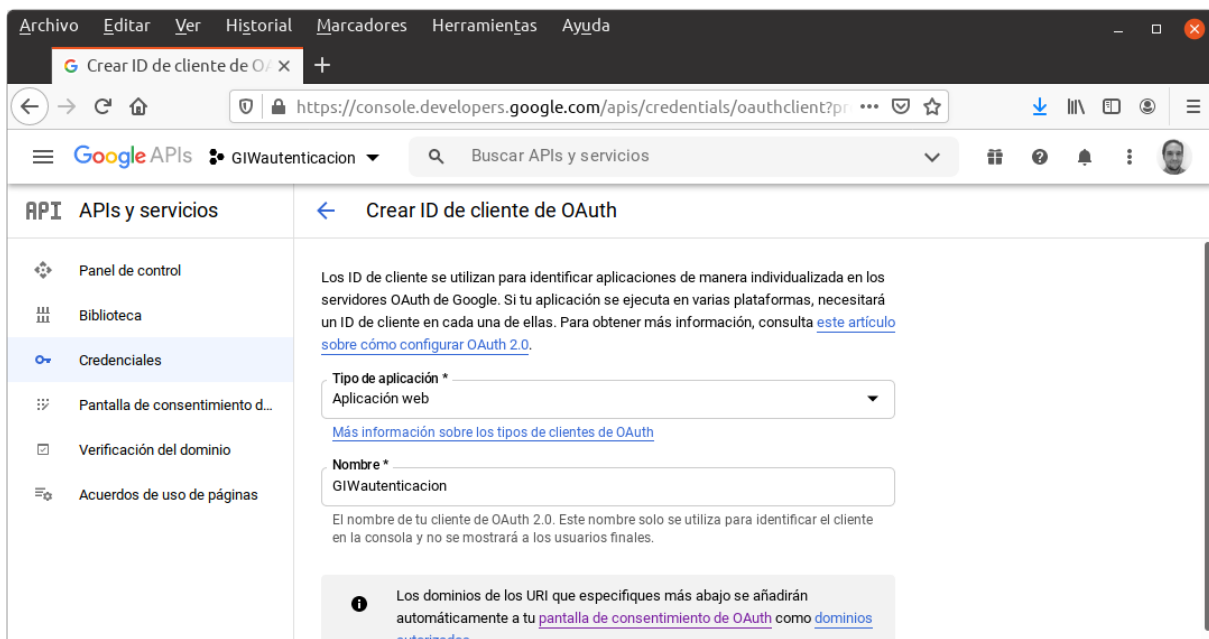 Archivo Editar Ver Historial Marcadores Herramientas Ayuda
Crear ID de cliente de OA
https://console.developers.google.com/apis/credentials/oauthclient?pr
Google APIs GIWautenticacion Buscar APIs y servicios
API APIs y servicios
Crear ID de cliente de OAuth
Panel de control
Biblioteca
Credenciales
Pantalla de consentimiento d...
Verificación del dominio
Acuerdos de uso de páginas
Los ID de cliente se utilizan para identificar aplicaciones de manera individualizada en los
servidores OAuth de Google. Si tu aplicación se ejecuta en varias plataformas, necesitará
un ID de cliente en cada una de ellas. Para obtener más información, consulta este artículo
sobre cómo configurar OAuth 2.0.
Tipo de aplicación *
Aplicación web
Más información sobre los tipos de clientes de OAuth
Nombre *
GIWautenticacion
El nombre de tu cliente de OAuth 2.0. Este nombre solo se utiliza para identificar el cliente
en la consola y no se mostrará a los usuarios finales.
Los dominios de los URI que especifiques más abajo se añadirán
automáticamente a tu pantalla de consentimiento de OAuth como dominios